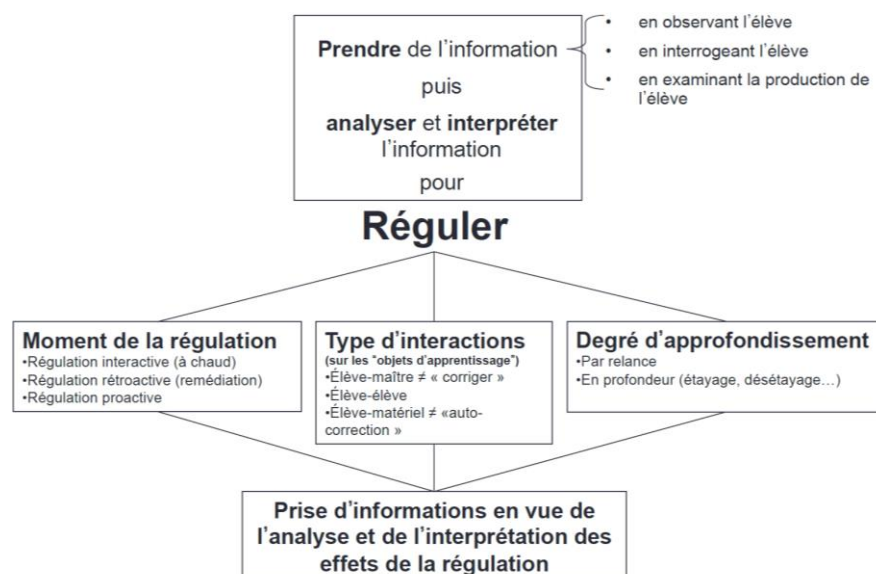 Prendre de l’information
• en observant l’élève
• en interrogeant l’élève
• en examinant la production de
l’élève
puis
analyser et interpréter
l’information
pour
Réguler
Moment de la régulation
•Régulation interactive (à chaud)
•Régulation rétroactive (remédiation)
•Régulation proactive
Type d’interactions
(sur les "objets d’apprentissage")
•Élève-maître ≠ « corriger »
•Élève-élève
•Élève-matériel ≠ «auto-
correction »
Degré d’approfondissement
•Par relance
•En profondeur (étayage, désétayage…)
Prise d’informations en vue de
l’analyse et de l’interprétation des
effets de la régulation